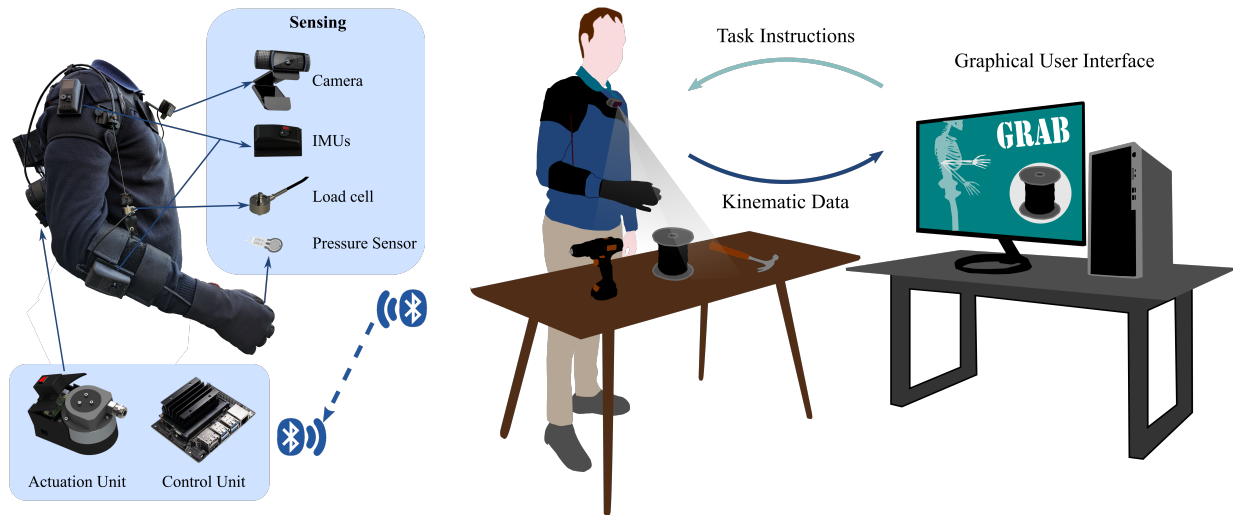 Sensing
Camera
IMUs
Load cell
Pressure Sensor
Actuation Unit
Control Unit
Task Instructions
Kinematic Data
Graphical User Interface
GRAB